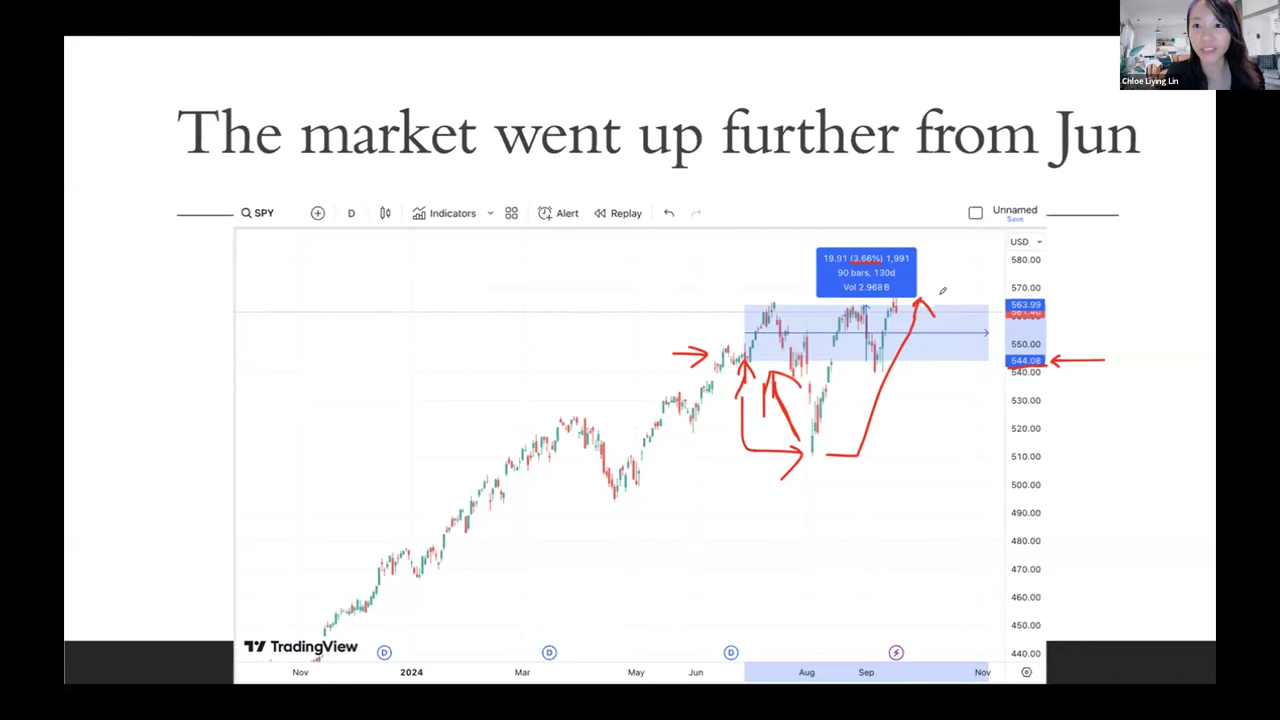 Chloe Liying Lin
The market went up further from Jun
SPY
D
Indicators
Alert
Replay
Unnamed
Save
USD
580.00
570.00
563.99
561.40
550.00
544.08
540.00
530.00
520.00
510.00
500.00
490.00
480.00
470.00
460.00
450.00
440.00
19.91 (3.66%) 1,991
90 bars, 130d
Vol 2.968 B
TradingView
D
D
D
Nov
2024
Mar
May
Jun
Aug
Sep
Nov